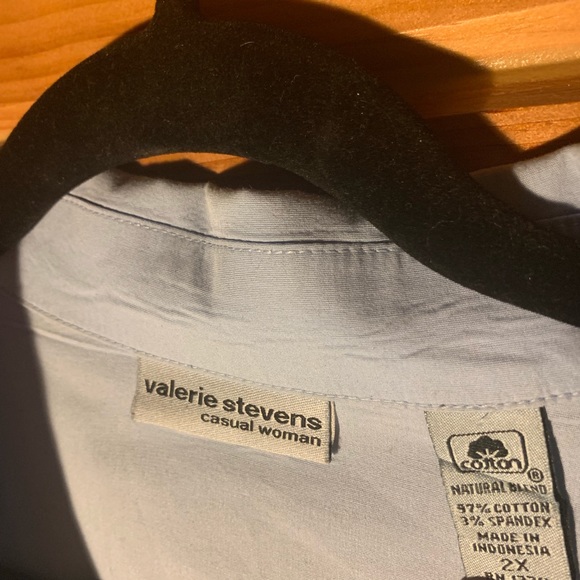 valerie stevens
casual woman
cotton
®
NATURAL BLEND
97% COTTON
3% SPANDEX
MADE IN
INDONESIA
2X